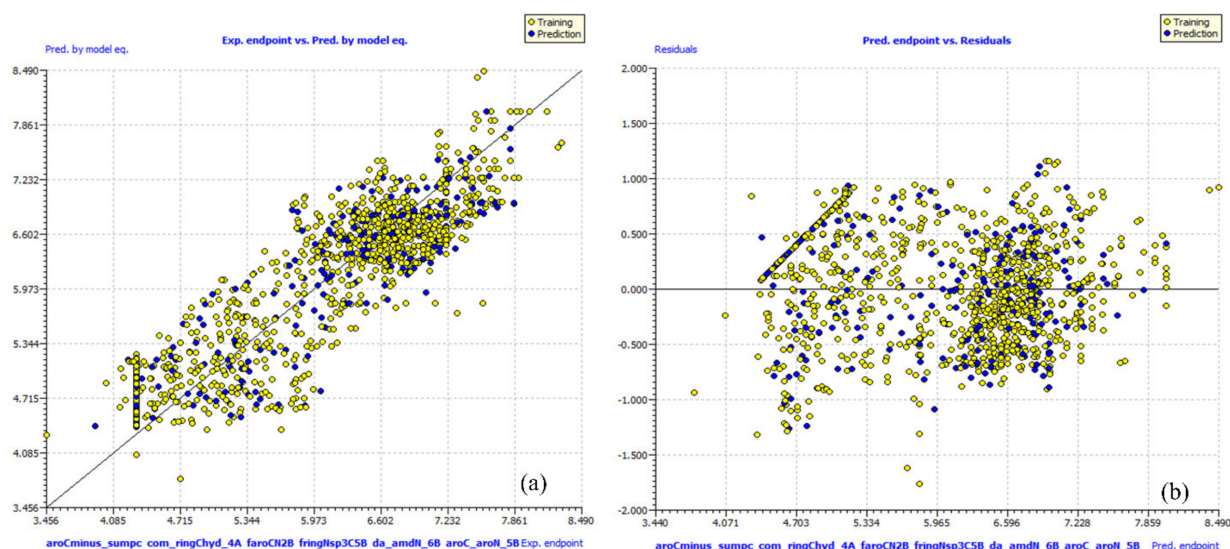 Training
Prediction
Exp. endpoint vs. Pred. by model eq.
Pred. by model eq.
8.490
7.861
7.232
6.602
5.973
5.344
4.715
4.085
3.456
3.456 4.085 4.715 5.344 5.973 6.602 7.232 7.861 8.490
(a)
aroCminus_sumpc com_ringChyd_4A faroCN2B fringNsp3C5B da_amdN_6B aroC_aroN_5B Exp. endpoint
Training
Prediction
Pred. endpoint vs. Residuals
Residuals
2.000
1.500
1.000
0.500
0.000
-0.500
-1.000
-1.500
-2.000
3.440 4.071 4.703 5.334 5.965 6.596 7.228 7.859 8.490
(b)
aroCminus_sumpc com_ringChyd_4A faroCN2B fringNsp3C5B da_amdN_6B aroC_aroN_5B Pred. endpoint